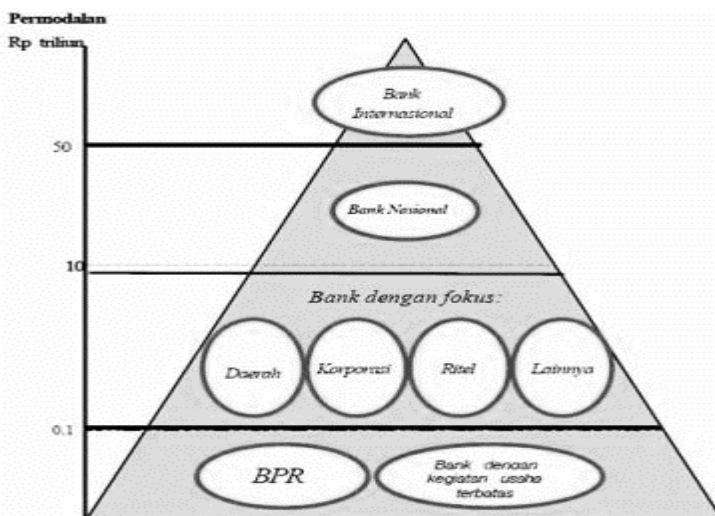 Permodalan
Rp triliun
Bank
Internasional
50
Bank Nasional
10
Bank dengan fokus:
Daerah
Korporasi
Ritel
Lainnya
0.1
BPR
Bank dengan
kegiatan usaha
terbatas